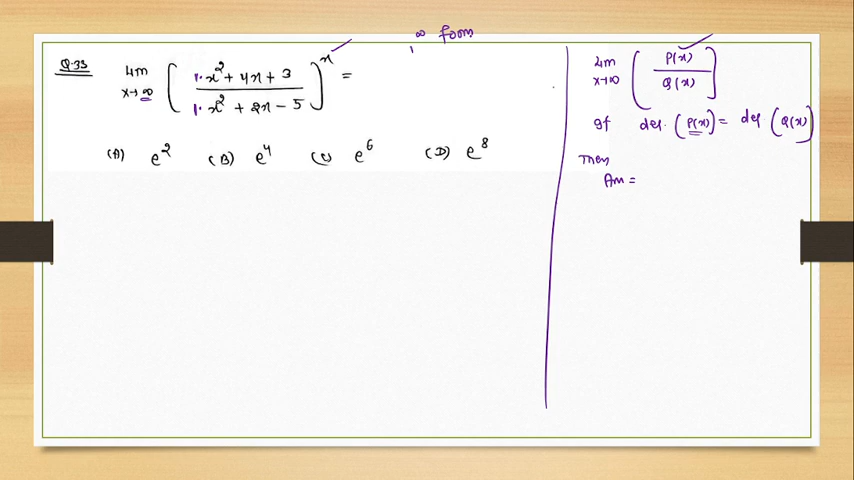 1^∞ form
Q.33 lim x→∞ ( 1·x² + 4x + 3 / 1·x² + 2x − 5 )^x =
(A) e² (B) e⁴ (C) e⁶ (D) e⁸
lim x→∞ [ P(x) / Q(x) ]
If deg. (P(x)) = deg (Q(x))
Then
Ans =